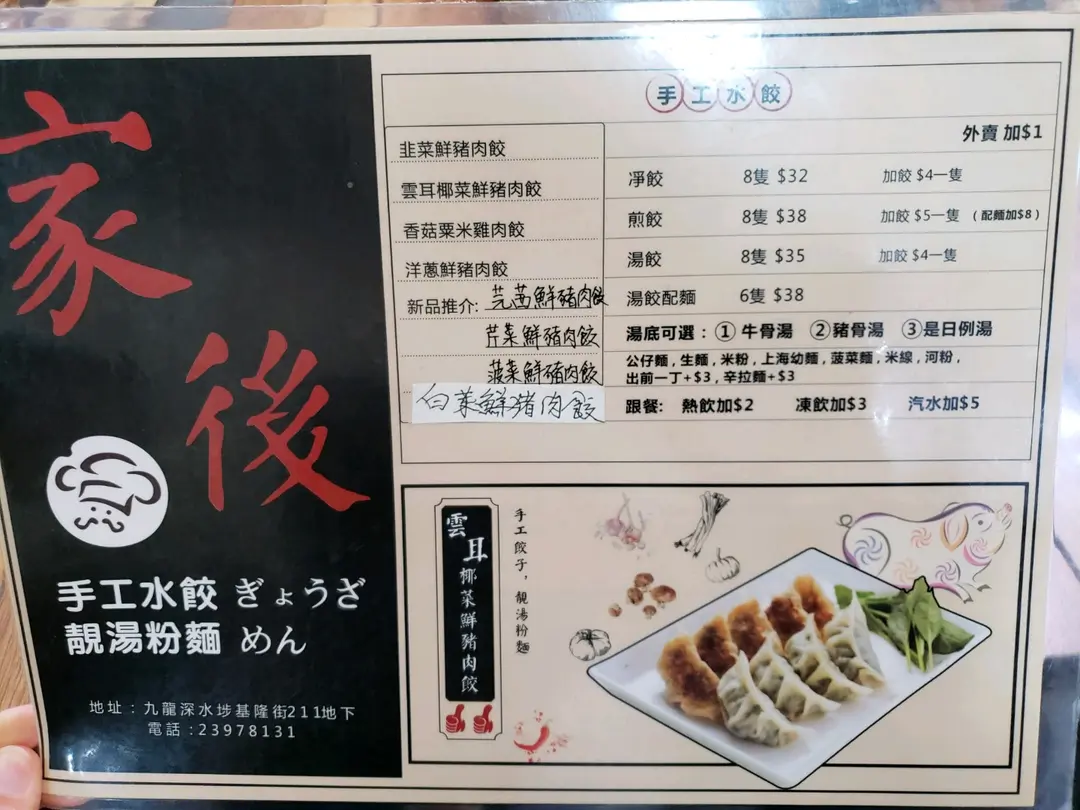 家後
手工水餃 ぎょうざ
靚湯粉麵 めん
地址：九龍深水埗基隆街211地下
電話：23978131
手工水餃
外賣 加$1
韭菜鮮豬肉餃
雲耳椰菜鮮豬肉餃
香菇粟米雞肉餃
洋蔥鮮豬肉餃
新品推介: 芫茜鮮豬肉餃
芹菜鮮豬肉餃
菠菜鮮豬肉餃
白菜鮮豬肉餃
淨餃 8隻 $32 加餃 $4一隻
煎餃 8隻 $38 加餃 $5一隻 (配麵加$8)
湯餃 8隻 $35 加餃 $4一隻
湯餃配麵 6隻 $38
湯底可選：①牛骨湯 ②豬骨湯 ③是日例湯
公仔麵, 生麵, 米粉, 上海幼麵, 菠菜麵, 米線, 河粉,
出前一丁+$3, 辛拉麵+$3
跟餐: 熱飲加$2 凍飲加$3 汽水加$5
雲耳椰菜鮮豬肉餃
手工餃子，靚湯粉麵